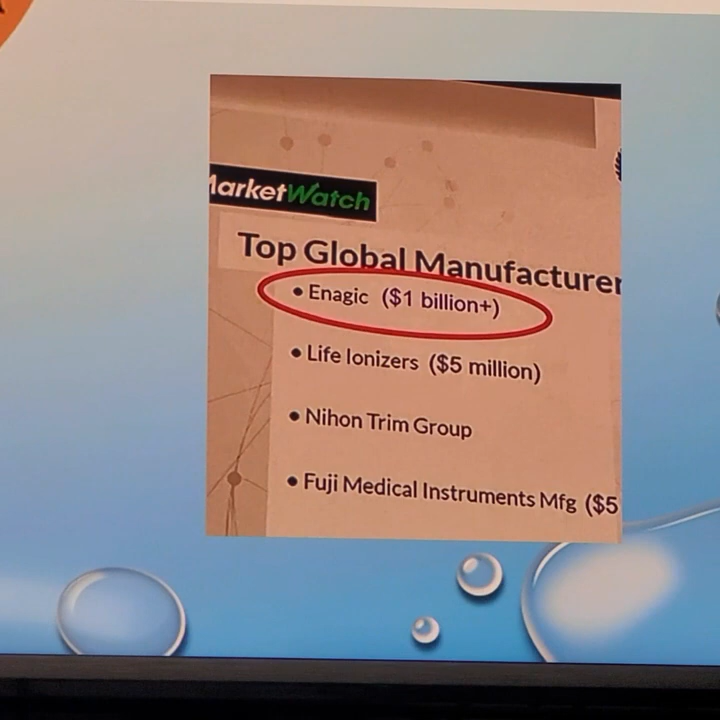 MarketWatch
Top Global Manufacturer
• Enagic ($1 billion+)
• Life Ionizers ($5 million)
• Nihon Trim Group
• Fuji Medical Instruments Mfg ($5